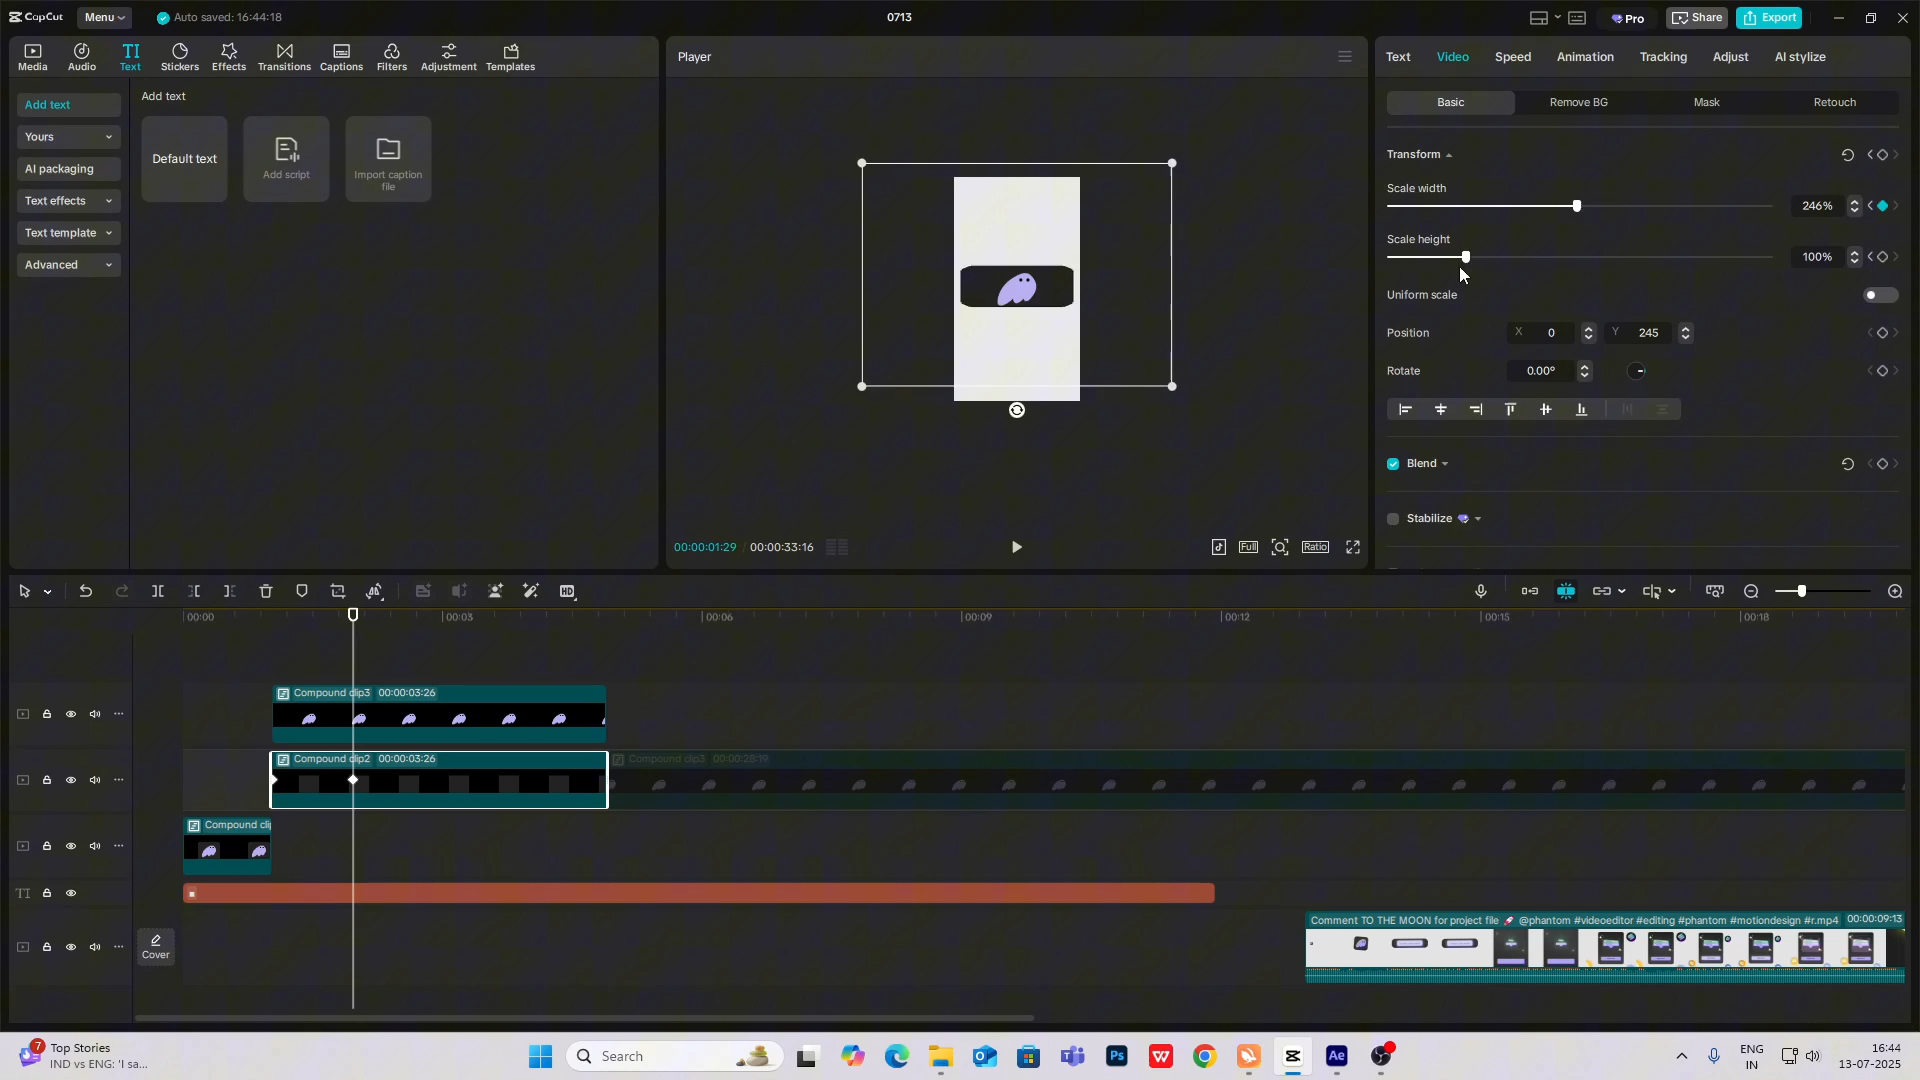 CapCut
Menu
Auto saved: 16:44:18
0713
Pro
Share
Export
Media
Audio
Text
Stickers
Effects
Transitions
Captions
Filters
Adjustment
Templates
Add text
Yours
AI packaging
Text effects
Text template
Advanced
Add text
Default text
Add script
Import caption
file
Player
00:00:01:29 / 00:00:33:16
Full
Ratio
Text
Video
Speed
Animation
Tracking
Adjust
AI stylize
Basic
Remove BG
Mask
Retouch
Transform
Scale width
246%
Scale height
100%
Uniform scale
Position
X 0
Y 245
Rotate
0.00°
Blend
Stabilize
HD
00:00
00:03
00:06
00:09
00:12
00:15
00:18
Compound clip3 00:00:03:26
Compound clip2 00:00:03:26
Compound clip3 00:00:28:19
Compound cli
TI
Cover
Comment TO THE MOON for project file 🚀 @phantom #videoeditor #editing #phantom #motiondesign #r.mp4 00:00:09:13
7
Top Stories
IND vs ENG: 'I sa...
Search
Ps
Ae
ENG
IN
16:44
13-07-2025